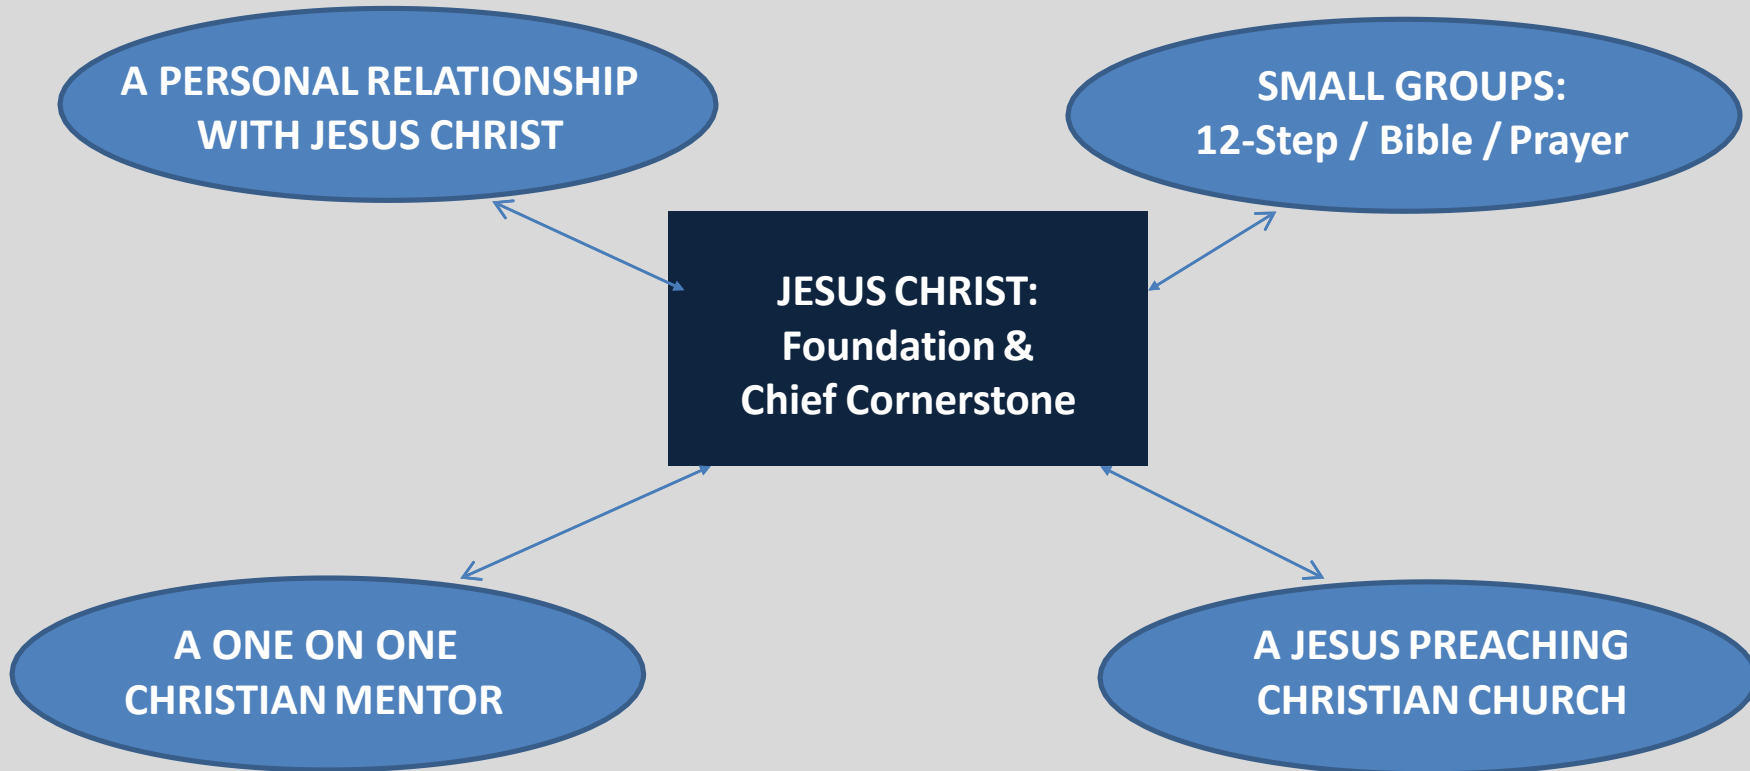 A PERSONAL RELATIONSHIP
WITH JESUS CHRIST
SMALL GROUPS:
12-Step / Bible / Prayer
JESUS CHRIST:
Foundation &
Chief Cornerstone
A ONE ON ONE
CHRISTIAN MENTOR
A JESUS PREACHING
CHRISTIAN CHURCH